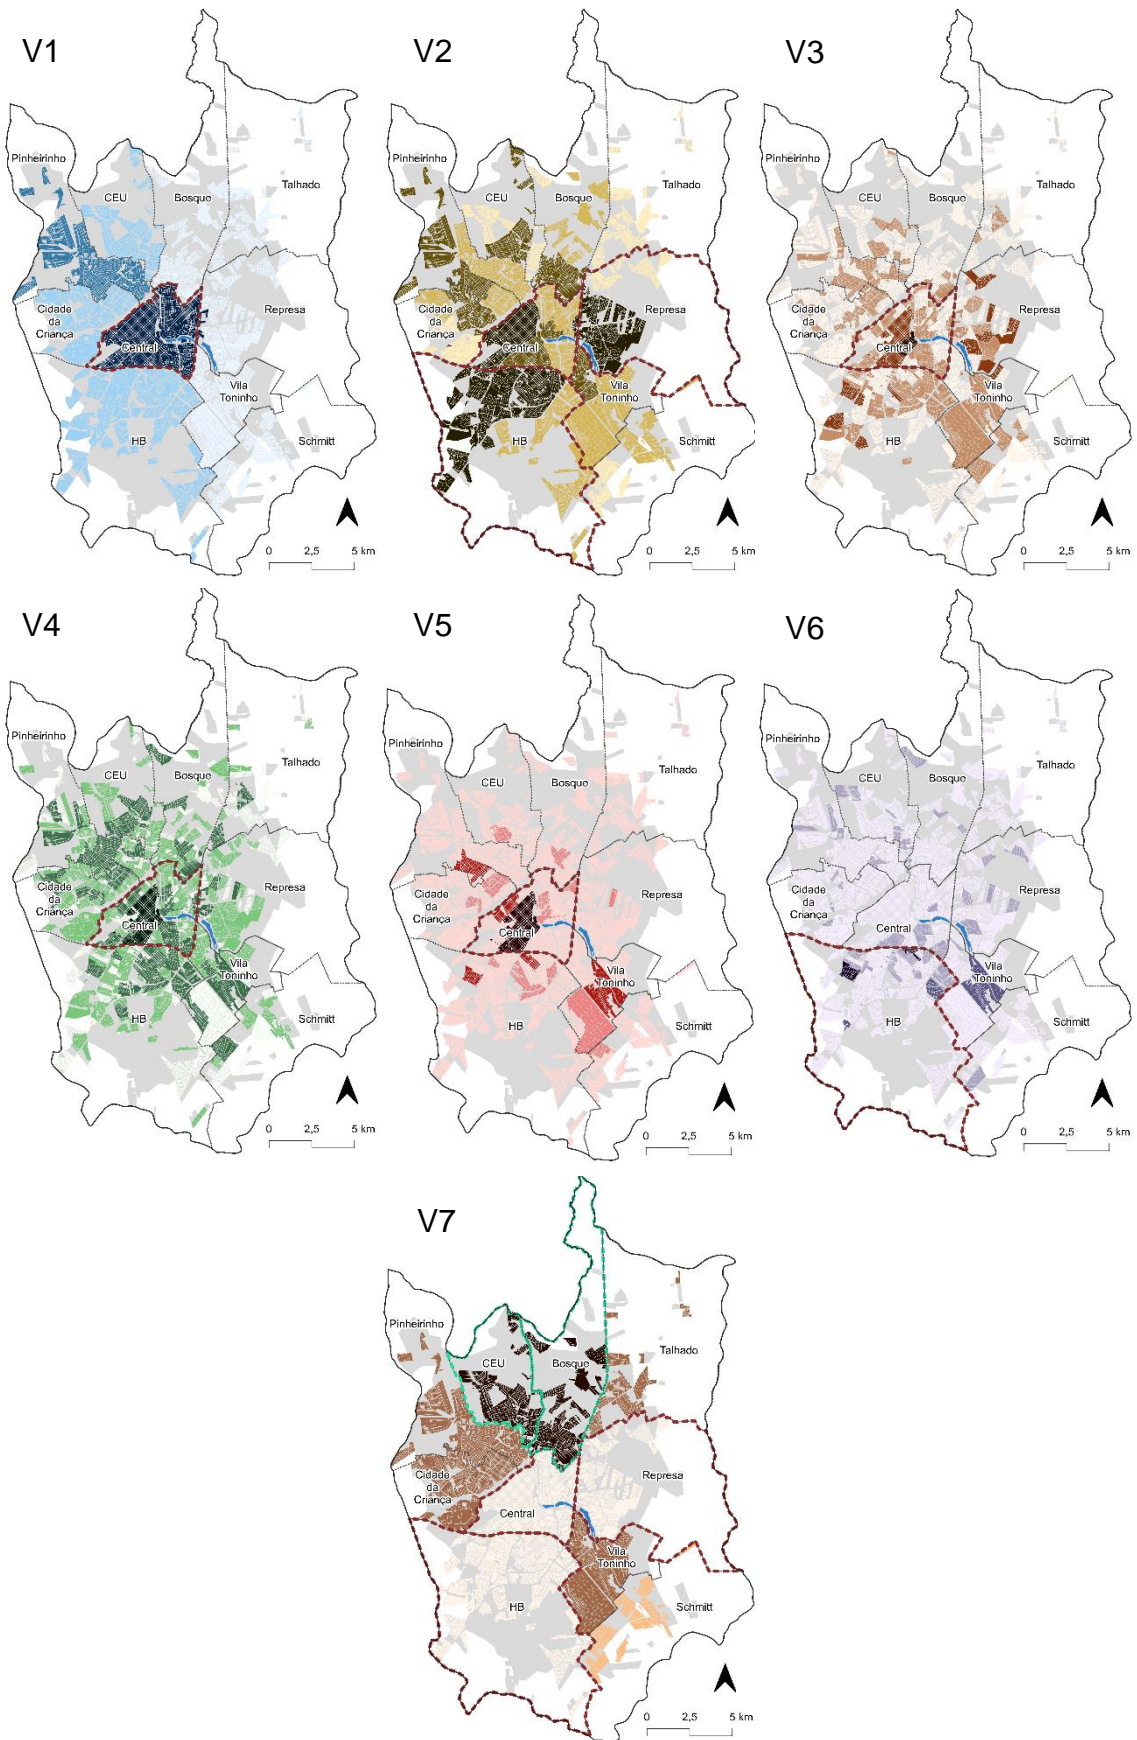 V1
Pinheirinho
CEU
Bosque
Talhado
Cidade
da
Criança
Central
Represa
Vila
Toninho
HB
Schmitt
0 2,5 5 km
V2
Pinheirinho
CEU
Bosque
Talhado
Cidade
da
Criança
Central
Represa
Vila
Toninho
HB
Schmitt
0 2,5 5 km
V3
Pinheirinho
CEU
Bosque
Talhado
Cidade
da
Criança
Central
Represa
Vila
Toninho
HB
Schmitt
0 2,5 5 km
V4
Pinheirinho
CEU
Bosque
Talhado
Cidade
da
Criança
Central
Represa
Vila
Toninho
HB
Schmitt
0 2,5 5 km
V5
Pinheirinho
CEU
Bosque
Talhado
Cidade
da
Criança
Central
Represa
Vila
Toninho
HB
Schmitt
0 2,5 5 km
V6
Pinheirinho
CEU
Bosque
Talhado
Cidade
da
Criança
Central
Represa
Vila
Toninho
HB
Schmitt
0 2,5 5 km
V7
Pinheirinho
CEU
Bosque
Talhado
Cidade
da
Criança
Central
Represa
Vila
Toninho
HB
Schmitt
0 2,5 5 km